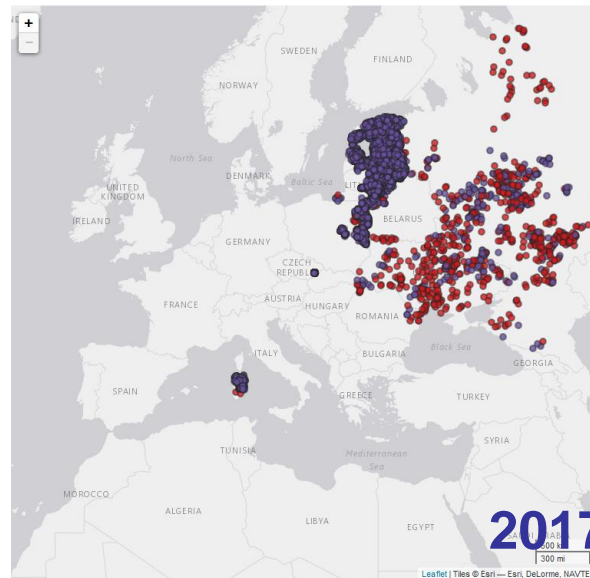 +
−
SWEDEN
FINLAND
NORWAY
North Sea
DENMARK
Baltic Sea
LIT
UNITED
KINGDOM
IRELAND
BELARUS
GERMANY
CZECH
REPUBL
AUSTRIA
HUNGARY
FRANCE
ROMANIA
ITALY
BULGARIA
Black Sea
GEORGIA
SPAIN
GREECE
TURKEY
TUNISIA
SYRIA
Mediterranean
Sea
MOROCCO
ALGERIA
LIBYA
EGYPT
2017
300 mi
Leaflet | Tiles © Esri — Esri, DeLorme, NAVTE